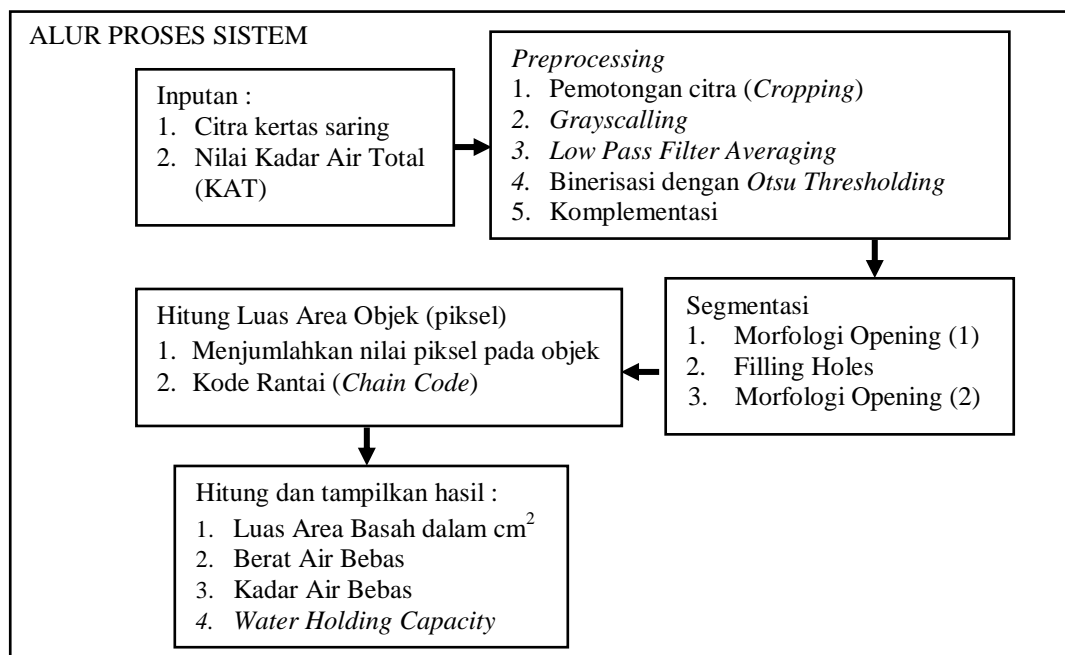 ALUR PROSES SISTEM
Inputan :
1. Citra kertas saring
2. Nilai Kadar Air Total
(KAT)
Preprocessing
1. Pemotongan citra (Cropping)
2. Grayscalling
3. Low Pass Filter Averaging
4. Binerisasi dengan Otsu Thresholding
5. Komplementasi
Segmentasi
1. Morfologi Opening (1)
2. Filling Holes
3. Morfologi Opening (2)
Hitung Luas Area Objek (piksel)
1. Menjumlahkan nilai piksel pada objek
2. Kode Rantai (Chain Code)
Hitung dan tampilkan hasil :
1. Luas Area Basah dalam cm²
2. Berat Air Bebas
3. Kadar Air Bebas
4. Water Holding Capacity